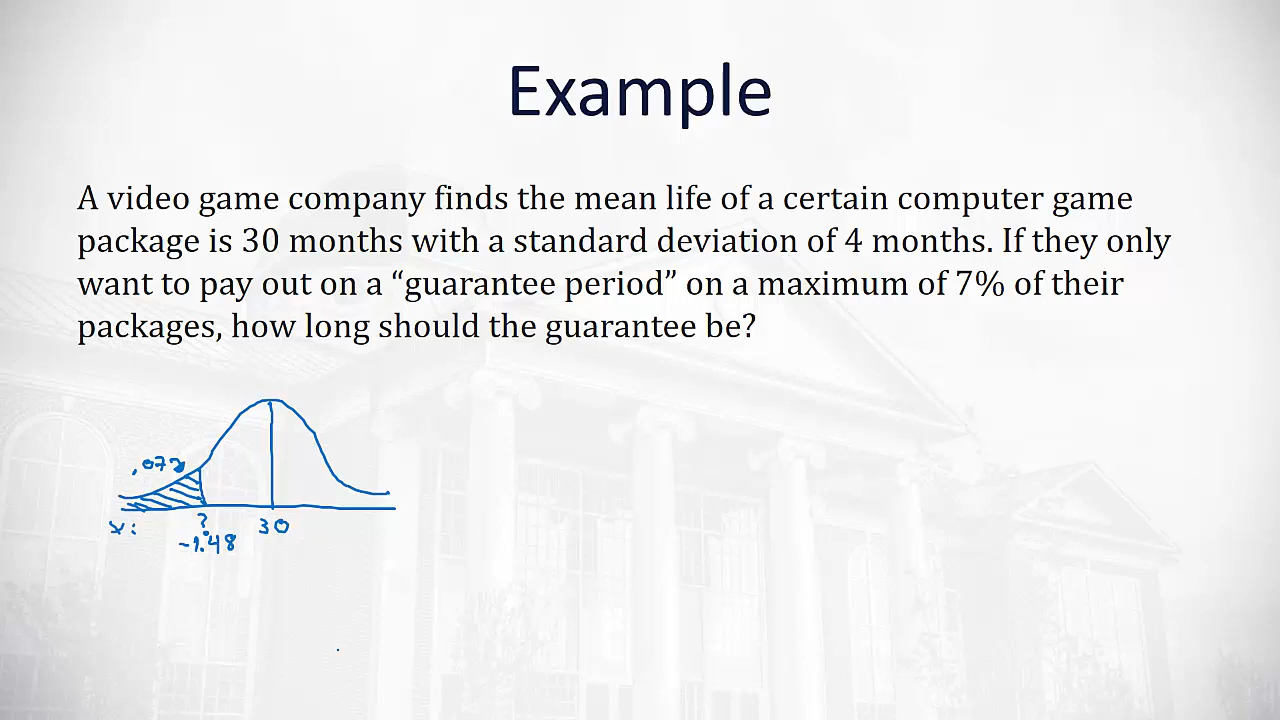 Example
A video game company finds the mean life of a certain computer game
package is 30 months with a standard deviation of 4 months. If they only
want to pay out on a “guarantee period” on a maximum of 7% of their
packages, how long should the guarantee be?
x:
?
30
-1.48